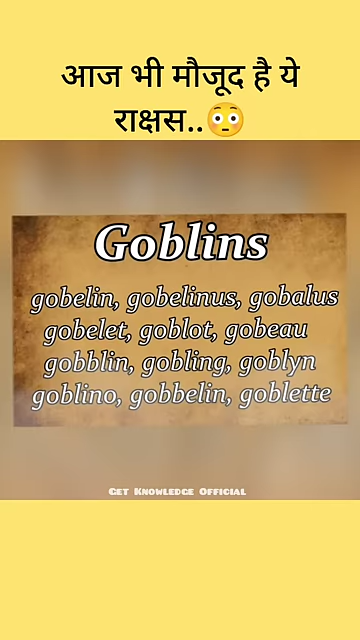 आज भी मौजूद है ये
राक्षस..😳
Goblins
gobelin, gobelinus, gobalus
gobelet, goblot, gobeau
gobblin, gobling, goblyn
goblino, gobbelin, goblette
Get Knowledge Official